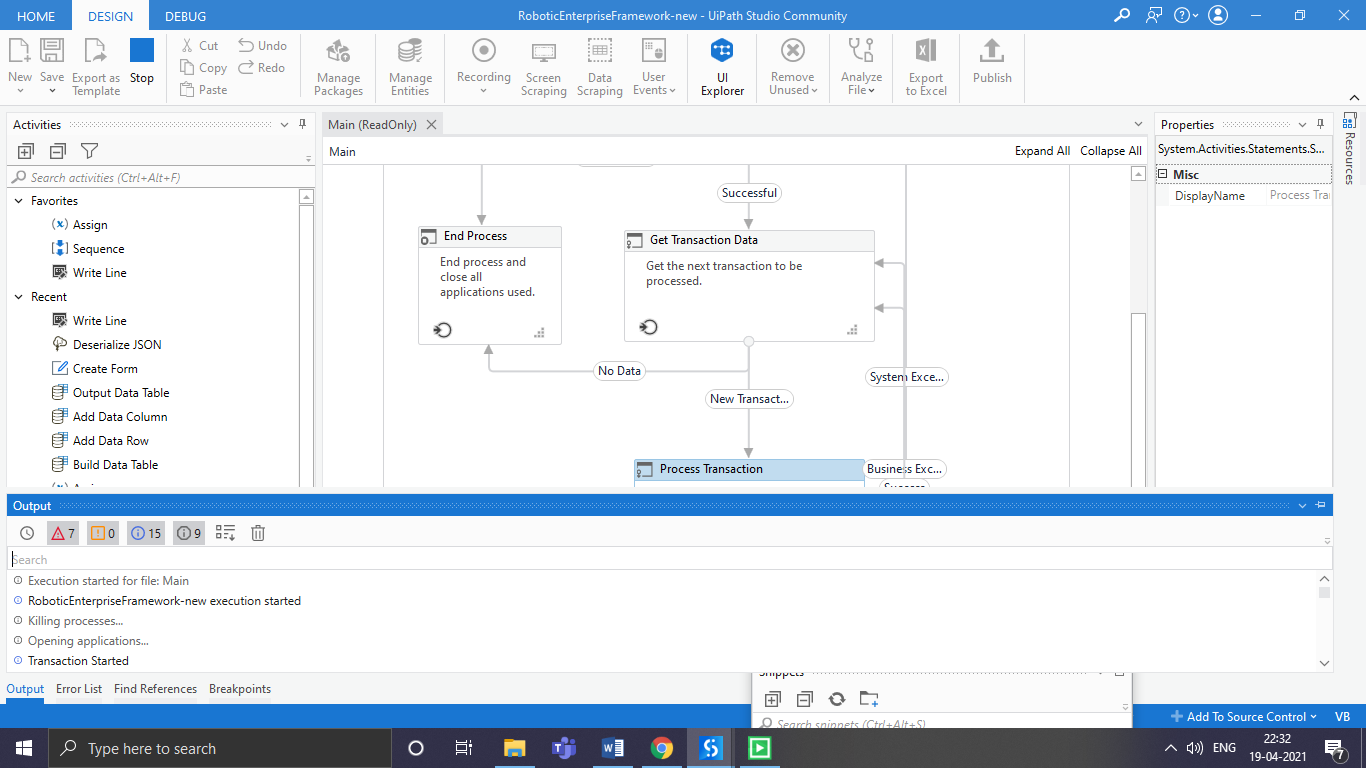 HOME DESIGN DEBUG RoboticEnterpriseFramework-new - UiPath Studio Community
New Save Export as Template Stop
Cut Undo
Copy Redo
Paste
Manage Packages
Manage Entities
Recording
Screen Scraping
Data Scraping
User Events
UI Explorer
Remove Unused
Analyze File
Export to Excel
Publish
Activities
Search activities (Ctrl+Alt+F)
Favorites
Assign
Sequence
Write Line
Recent
Write Line
Deserialize JSON
Create Form
Output Data Table
Add Data Column
Add Data Row
Build Data Table
Main (ReadOnly)
Main Expand All Collapse All
Successful
End Process
End process and
close all
applications used.
Get Transaction Data
Get the next transaction to be
processed.
No Data
System Exce...
New Transact...
Process Transaction
Business Exc...
Success
Properties
System.Activities.Statements.S...
Misc
DisplayName Process Tra
Resources
Output
7 0 15 9
Search
Execution started for file: Main
RoboticEnterpriseFramework-new execution started
Killing processes...
Opening applications...
Transaction Started
Output Error List Find References Breakpoints
Snippets
Search snippets (Ctrl+Alt+S)
Add To Source Control VB
Type here to search
ENG
22:32
19-04-2021
7